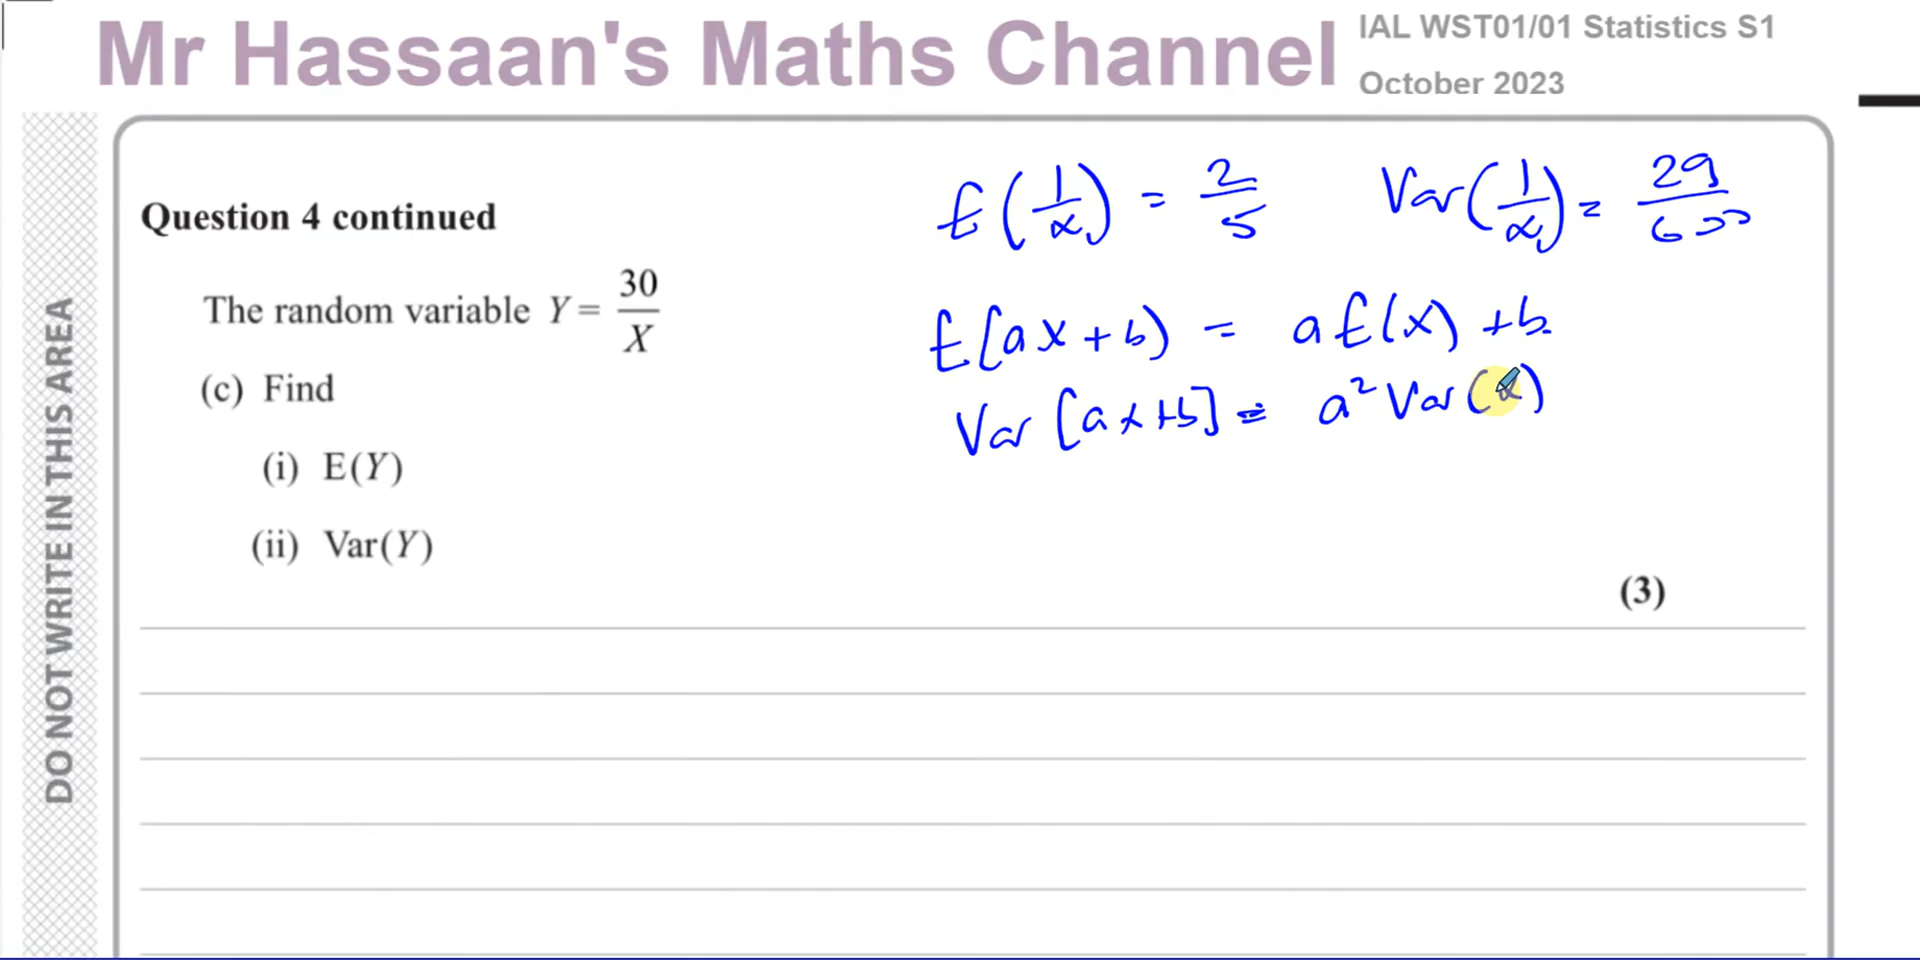 Mr Hassaan's Maths Channel
IAL WST01/01 Statistics S1
October 2023
DO NOT WRITE IN THIS AREA
Question 4 continued
The random variable Y = 30/X
(c) Find
(i) E(Y)
(ii) Var(Y)
(3)
E(1/x) = 2/5
Var(1/x) = 29/600
E[ax+b) = aE(x) +b.
Var [ax+b] = a² Var(x)